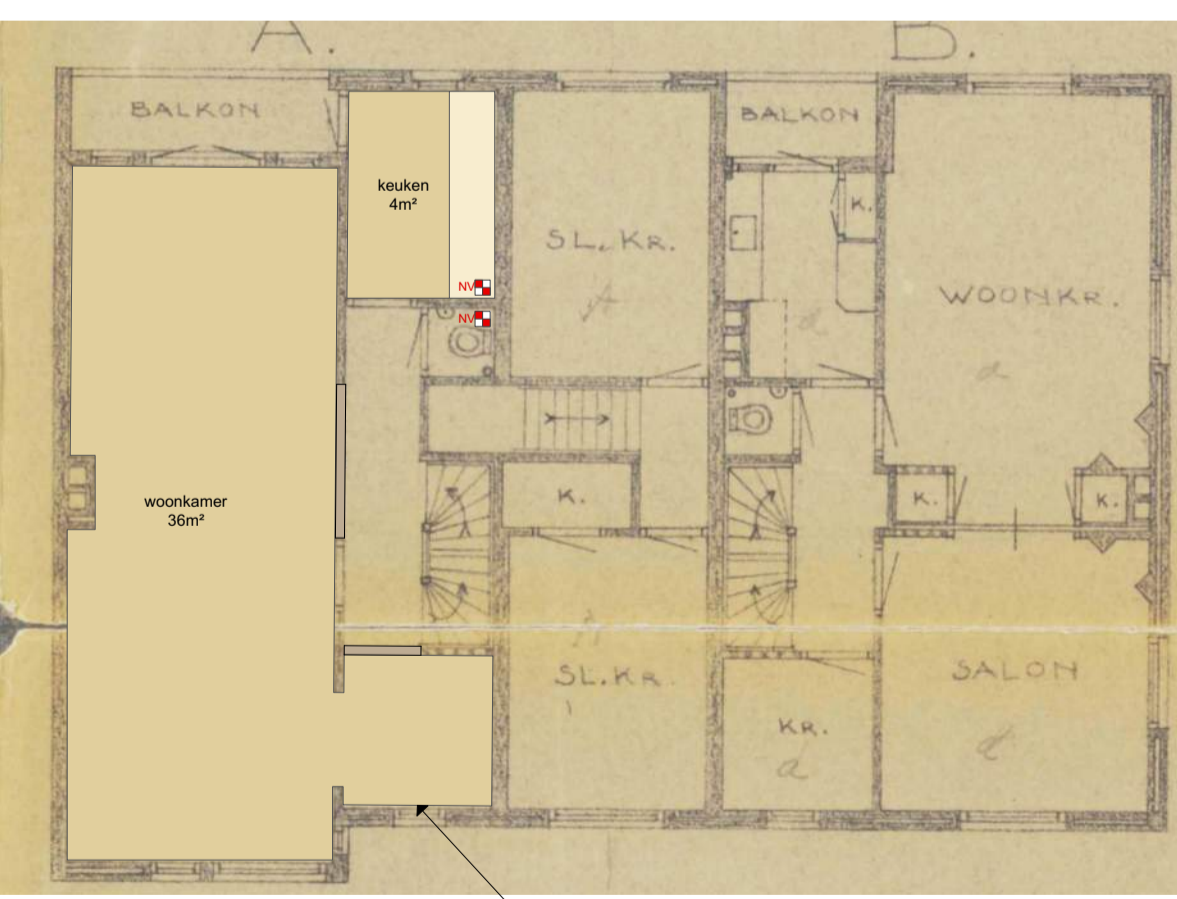 A.
B.
BALKON
BALKON
keuken
4m²
K.
SL. KR.
WOONKR.
NV
NV
woonkamer
36m²
K.
K.
K.
SL. KR.
SALON
KR.
a